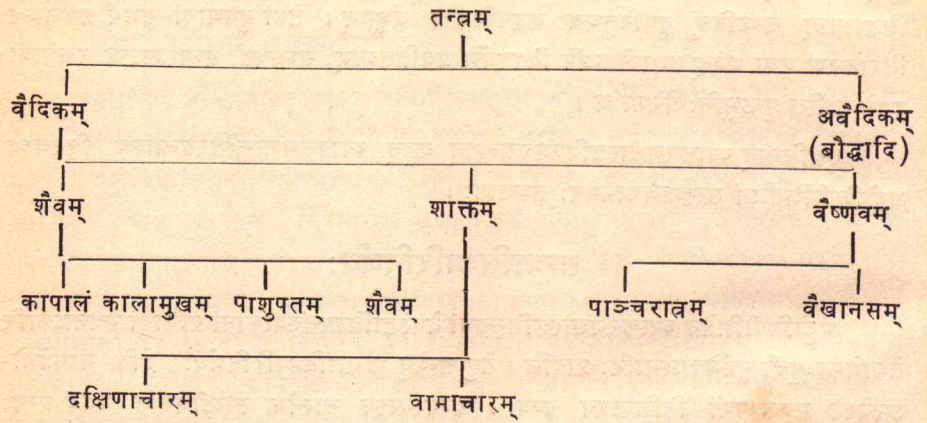 तन्त्रम्
वैदिकम् अवैदिकम्
(बौद्धादि)
शैवम् शाक्तम् वैष्णवम्
कापालं कालामुखम् पाशुपतम् शैवम् पाञ्चरात्रम् वैखानसम्
दक्षिणाचारम् वामाचारम्